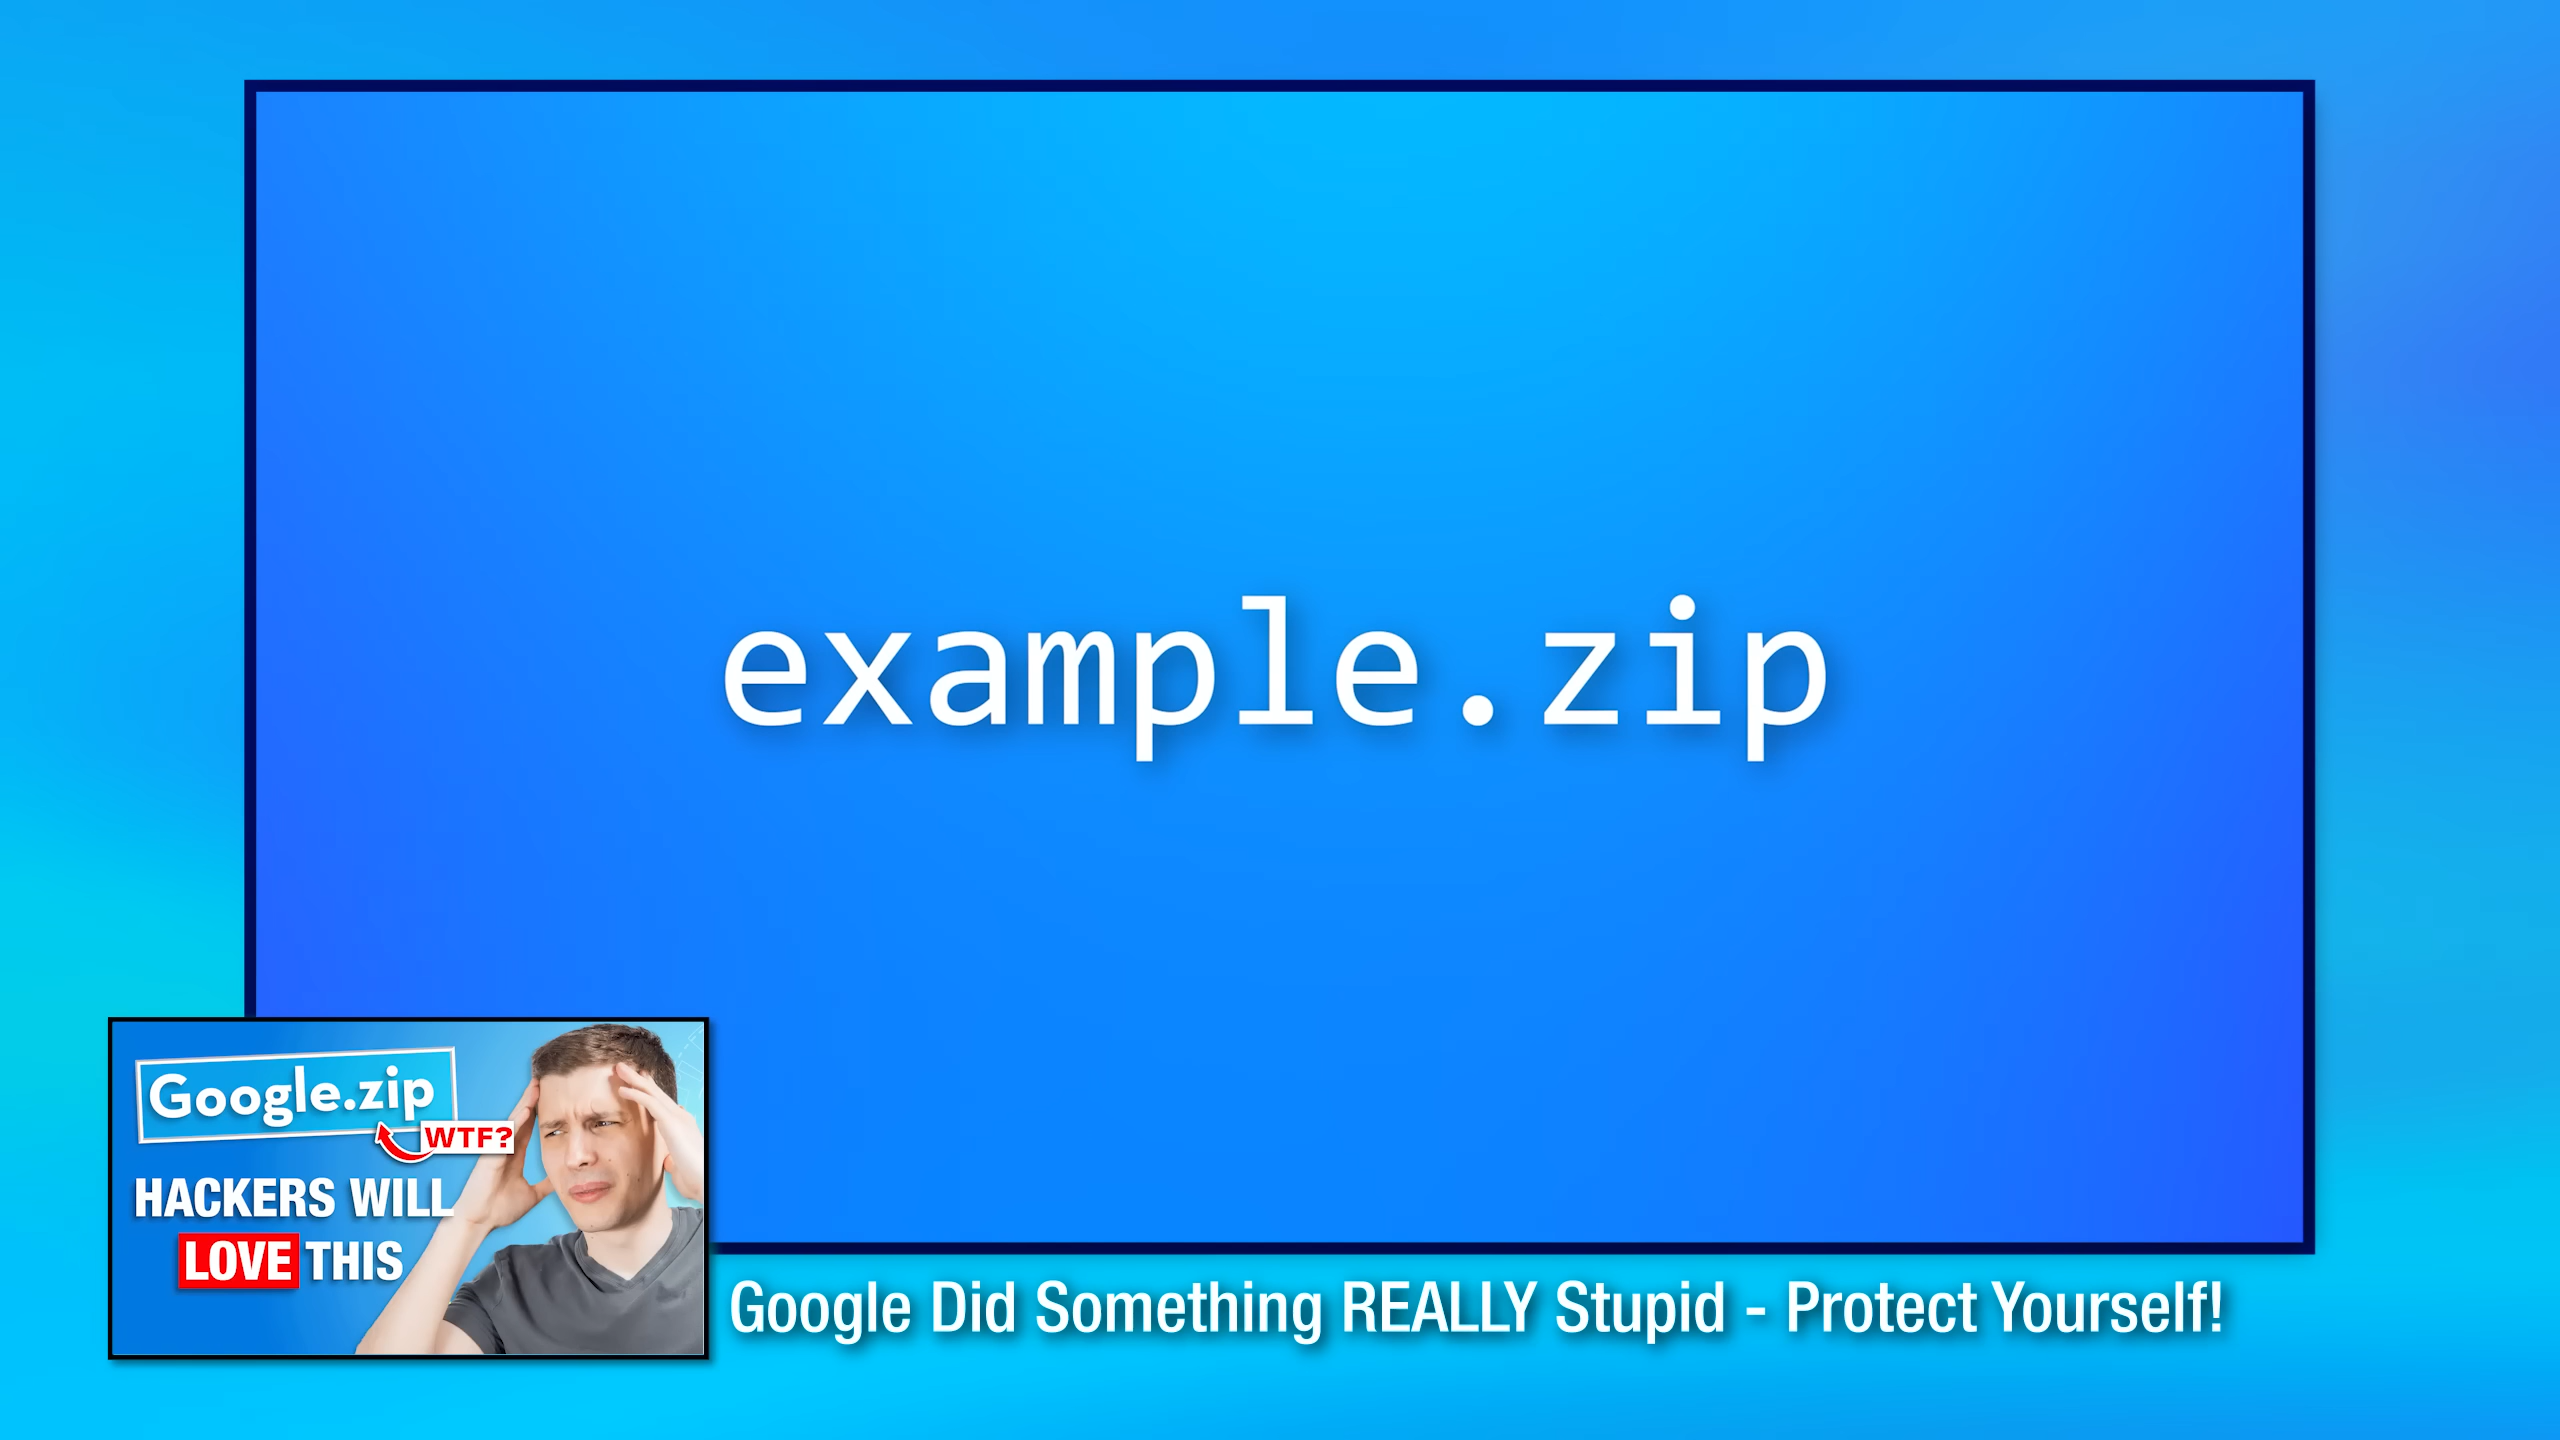 example.zip
Google.zip
WTF?
HACKERS WILL
LOVE THIS
Google Did Something REALLY Stupid - Protect Yourself!